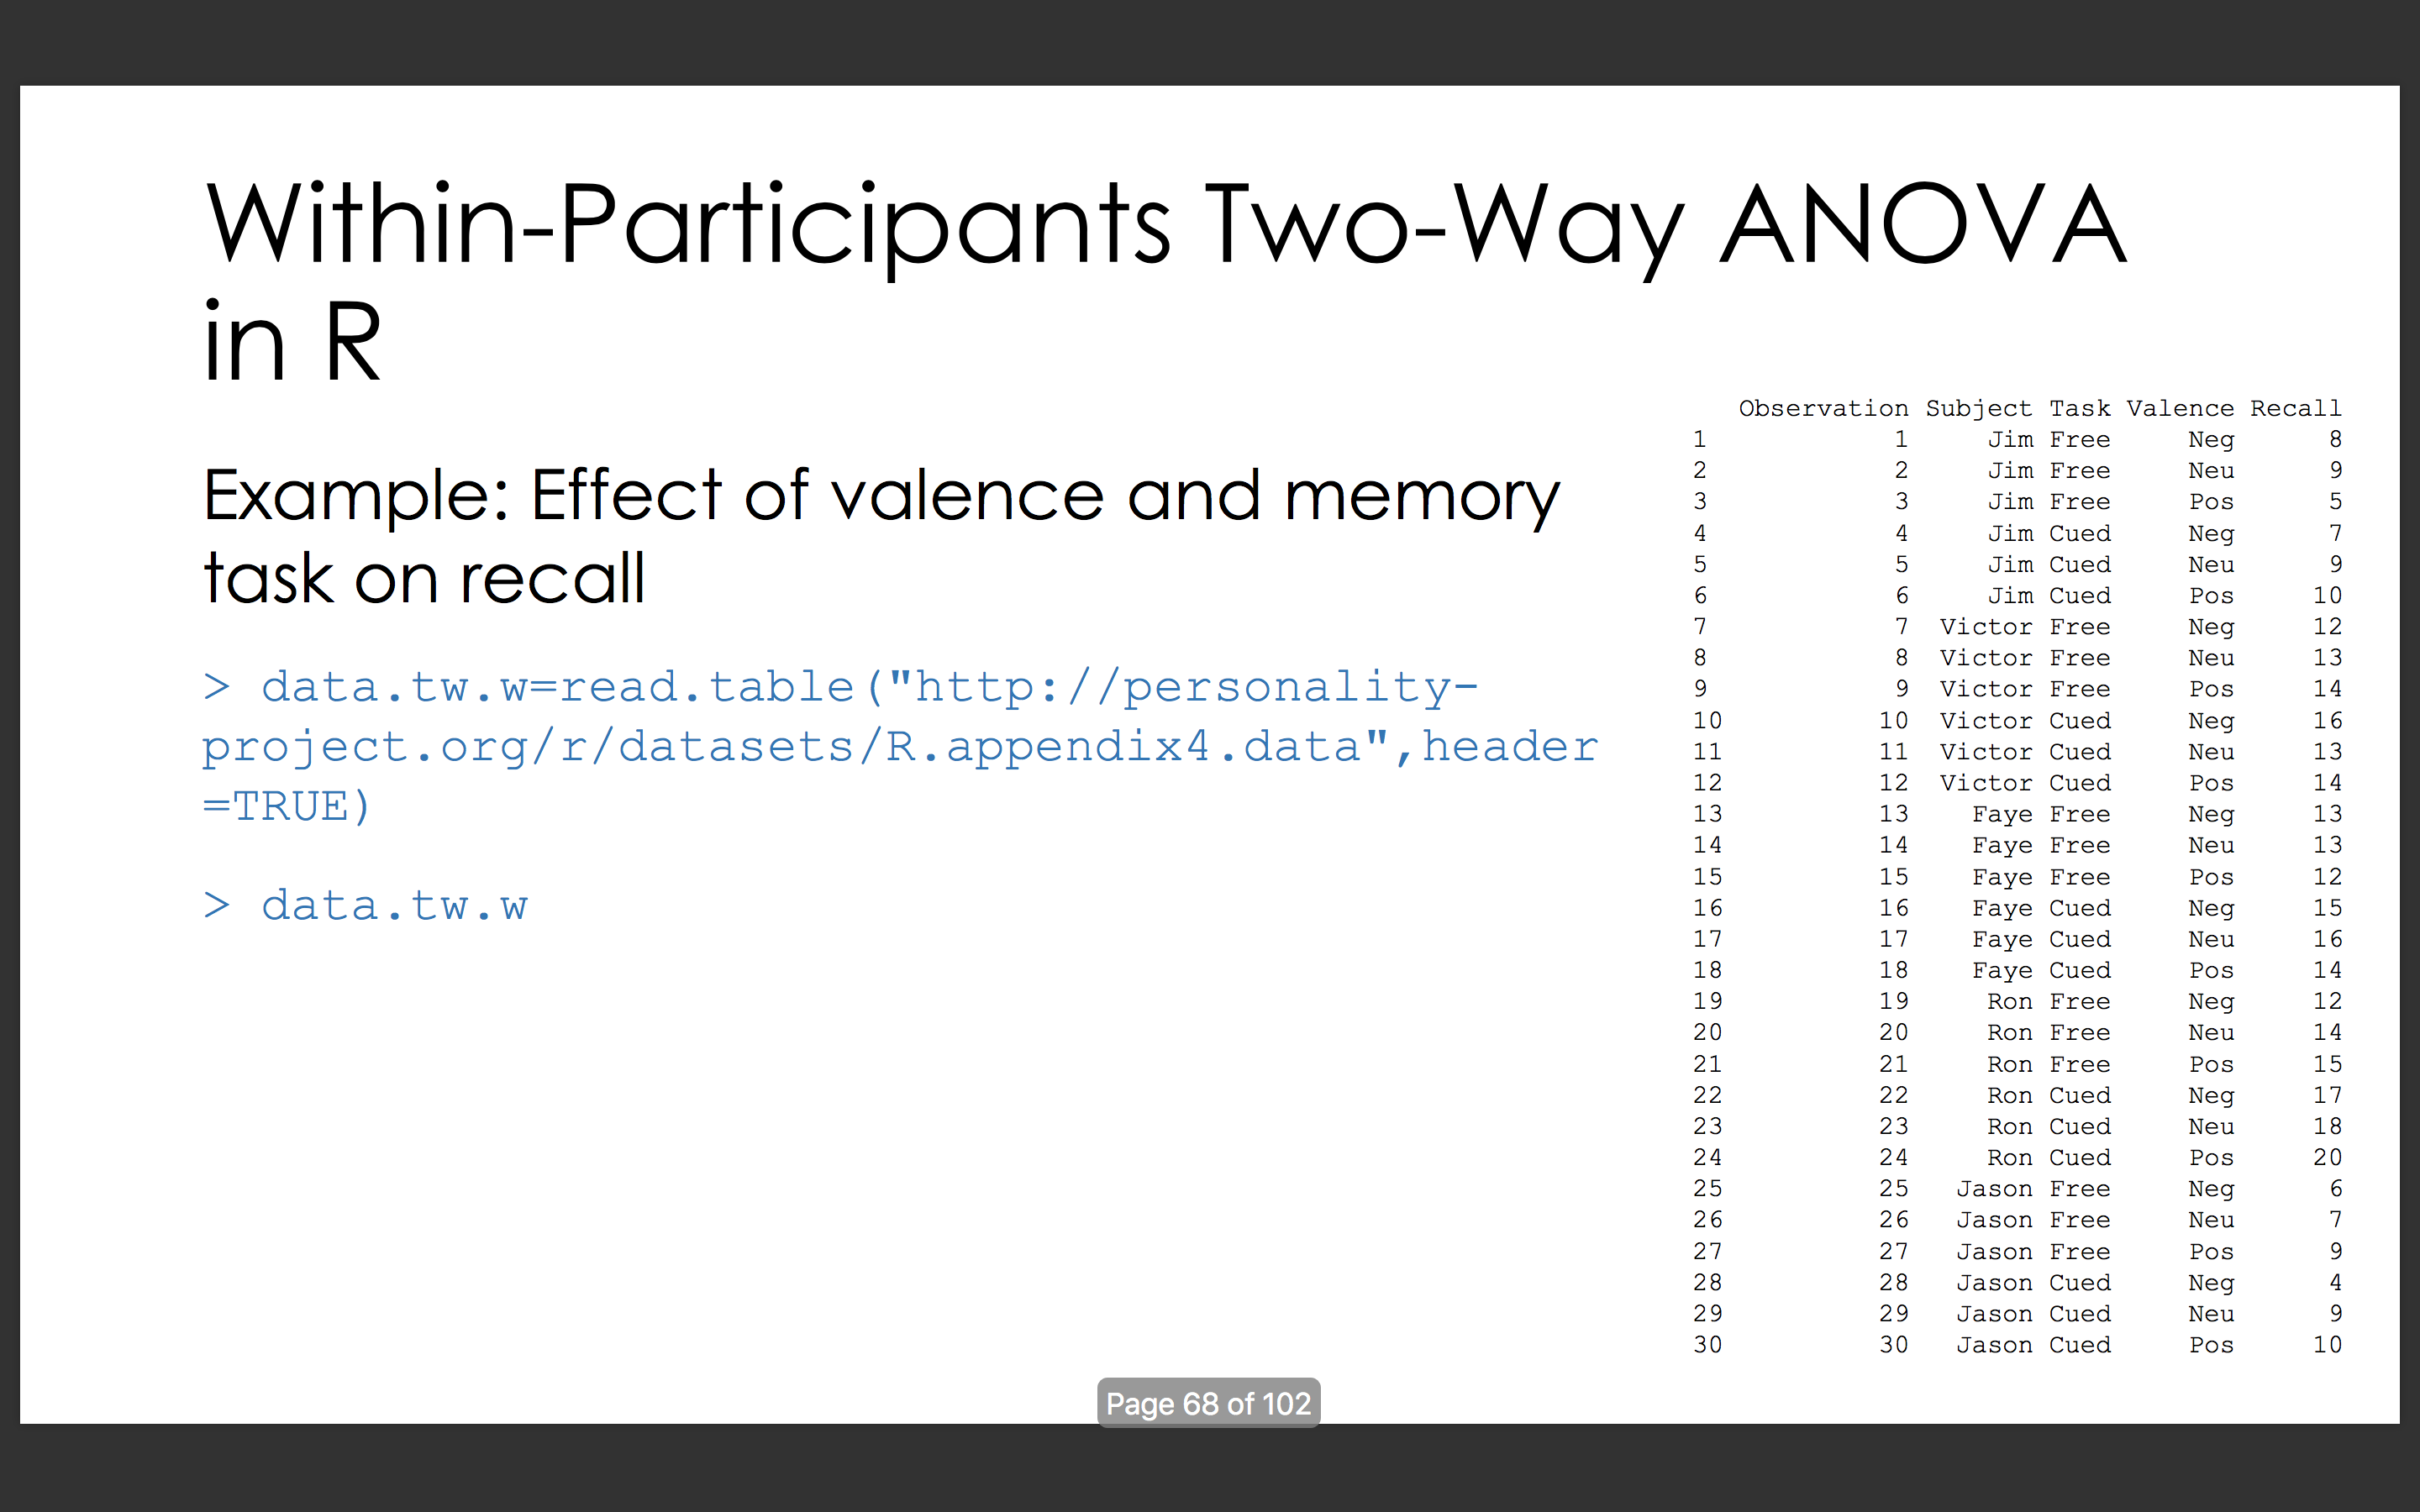 Within-Participants Two-Way ANOVA
in R
Example: Effect of valence and memory
task on recall
> data.tw.w=read.table("http://personality-
project.org/r/datasets/R.appendix4.data",header
=TRUE)
> data.tw.w
Observation Subject Task Valence Recall
1 1 Jim Free Neg 8
2 2 Jim Free Neu 9
3 3 Jim Free Pos 5
4 4 Jim Cued Neg 7
5 5 Jim Cued Neu 9
6 6 Jim Cued Pos 10
7 7 Victor Free Neg 12
8 8 Victor Free Neu 13
9 9 Victor Free Pos 14
10 10 Victor Cued Neg 16
11 11 Victor Cued Neu 13
12 12 Victor Cued Pos 14
13 13 Faye Free Neg 13
14 14 Faye Free Neu 13
15 15 Faye Free Pos 12
16 16 Faye Cued Neg 15
17 17 Faye Cued Neu 16
18 18 Faye Cued Pos 14
19 19 Ron Free Neg 12
20 20 Ron Free Neu 14
21 21 Ron Free Pos 15
22 22 Ron Cued Neg 17
23 23 Ron Cued Neu 18
24 24 Ron Cued Pos 20
25 25 Jason Free Neg 6
26 26 Jason Free Neu 7
27 27 Jason Free Pos 9
28 28 Jason Cued Neg 4
29 29 Jason Cued Neu 9
30 30 Jason Cued Pos 10
Page 68 of 102